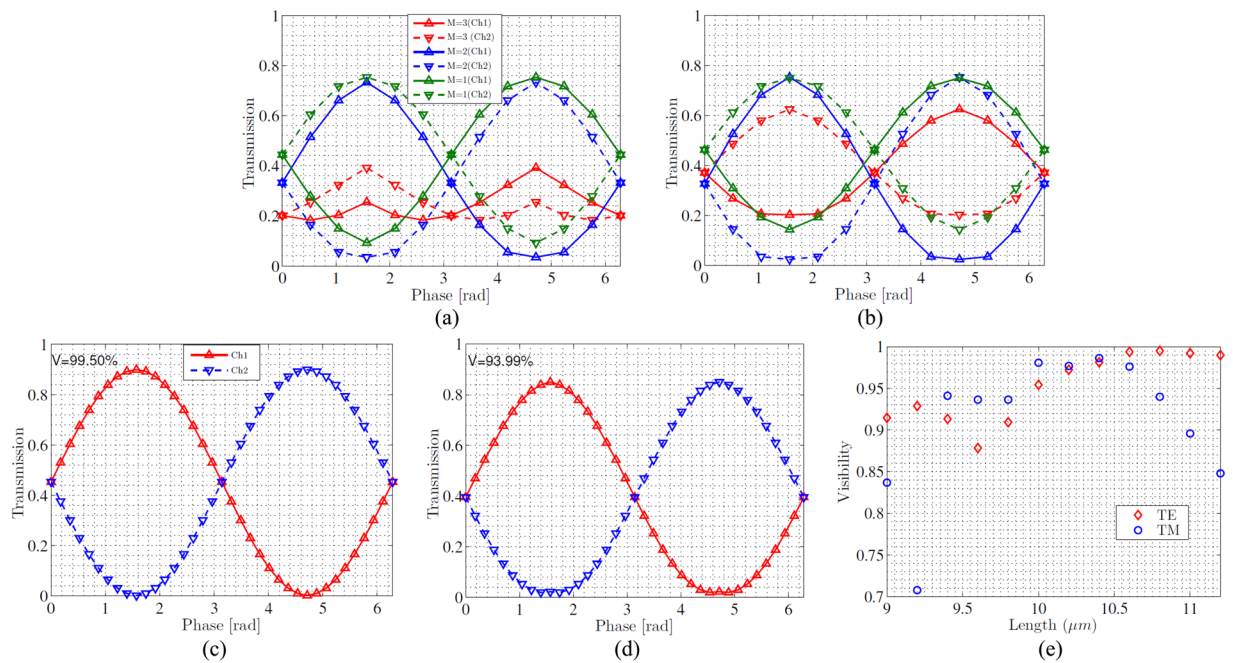 1
0.8
0.6
0.4
0.2
0
Transmission
0 1 2 3 4 5 6
Phase [rad]
M=3(Ch1)
M=3 (Ch2)
M=2(Ch1)
M=2(Ch2)
M=1(Ch1)
M=1(Ch2)
(a)
1
0.8
0.6
0.4
0.2
0
Transmission
0 1 2 3 4 5 6
Phase [rad]
(b)
1
0.8
0.6
0.4
0.2
0
Transmission
V=99.50%
Ch1
Ch2
0 1 2 3 4 5 6
Phase [rad]
(c)
1
0.8
0.6
0.4
0.2
0
Transmission
V=93.99%
0 1 2 3 4 5 6
Phase [rad]
(d)
1
0.95
0.9
0.85
0.8
0.75
0.7
Visibility
TE
TM
9 9.5 10 10.5 11
Length (μm)
(e)